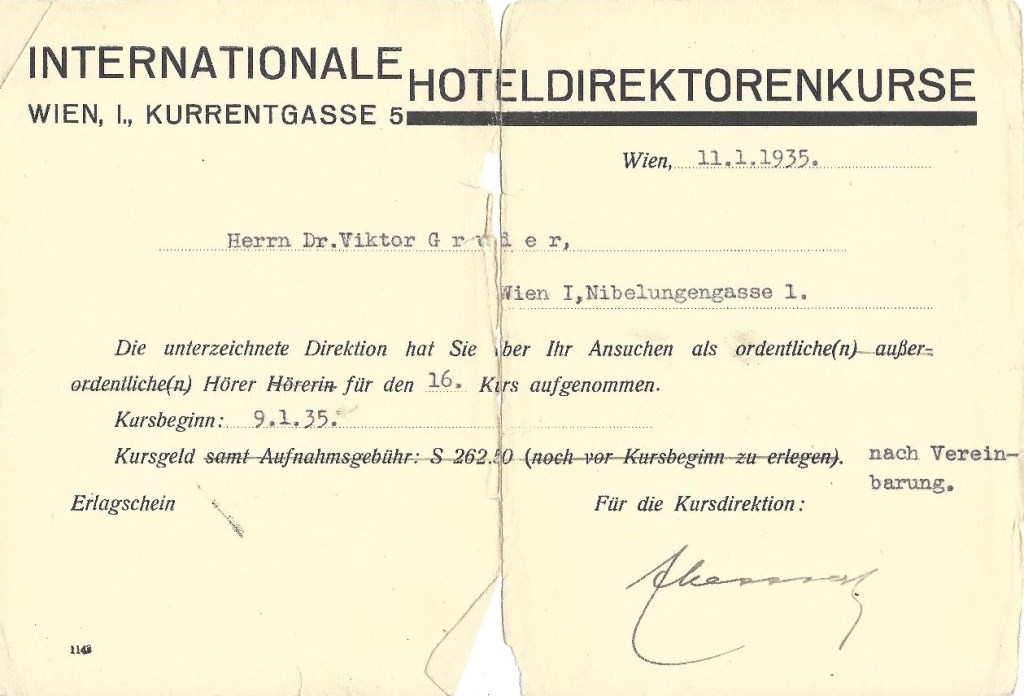 INTERNATIONALE HOTELDIREKTORENKURSE
WIEN, I., KURRENTGASSE 5
Wien, 11.1.1935.
Herrn Dr.Viktor G r u d e r,
Wien I,Nibelungengasse 1.
Die unterzeichnete Direktion hat Sie über Ihr Ansuchen als ordentliche(n) außer-
ordentliche(n) Hörer Hörerin für den 16. Kurs aufgenommen.
Kursbeginn: 9.1.35.
Kursgeld samt Aufnahmsgebühr: S 262.50 (noch vor Kursbeginn zu erlegen). nach Verein-
barung.
Erlagschein
Für die Kursdirektion: